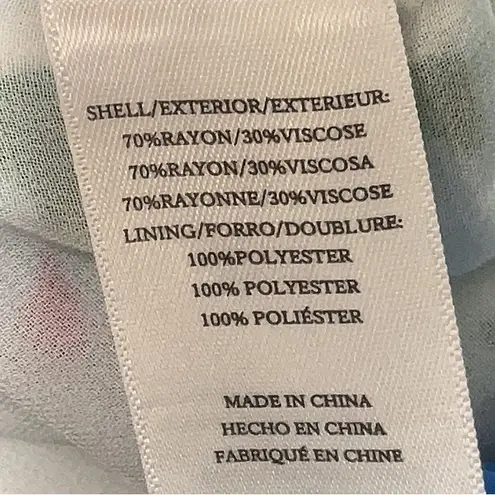 SHELL/EXTERIOR/EXTERIEUR:
70%RAYON/30%VISCOSE
70%RAYON/30%VISCOSA
70%RAYONNE/30%VISCOSE
LINING/FORRO/DOUBLURE:
100%POLYESTER
100% POLYESTER
100% POLIÉSTER
MADE IN CHINA
HECHO EN CHINA
FABRIQUÉ EN CHINE